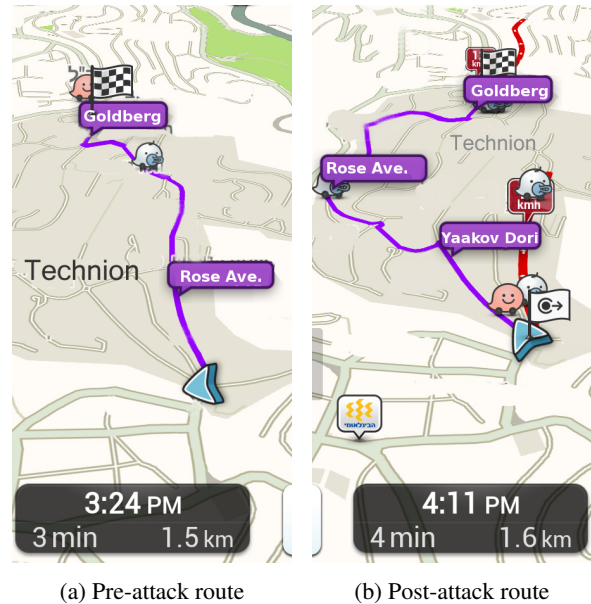 Goldberg
Rose Ave.
Technion
3:24 PM
3 min 1.5 km
Goldberg
Technion
Rose Ave.
kmh
Yaakov Dori
הבינלאומי
4:11 PM
4 min 1.6 km
(a) Pre-attack route
(b) Post-attack route